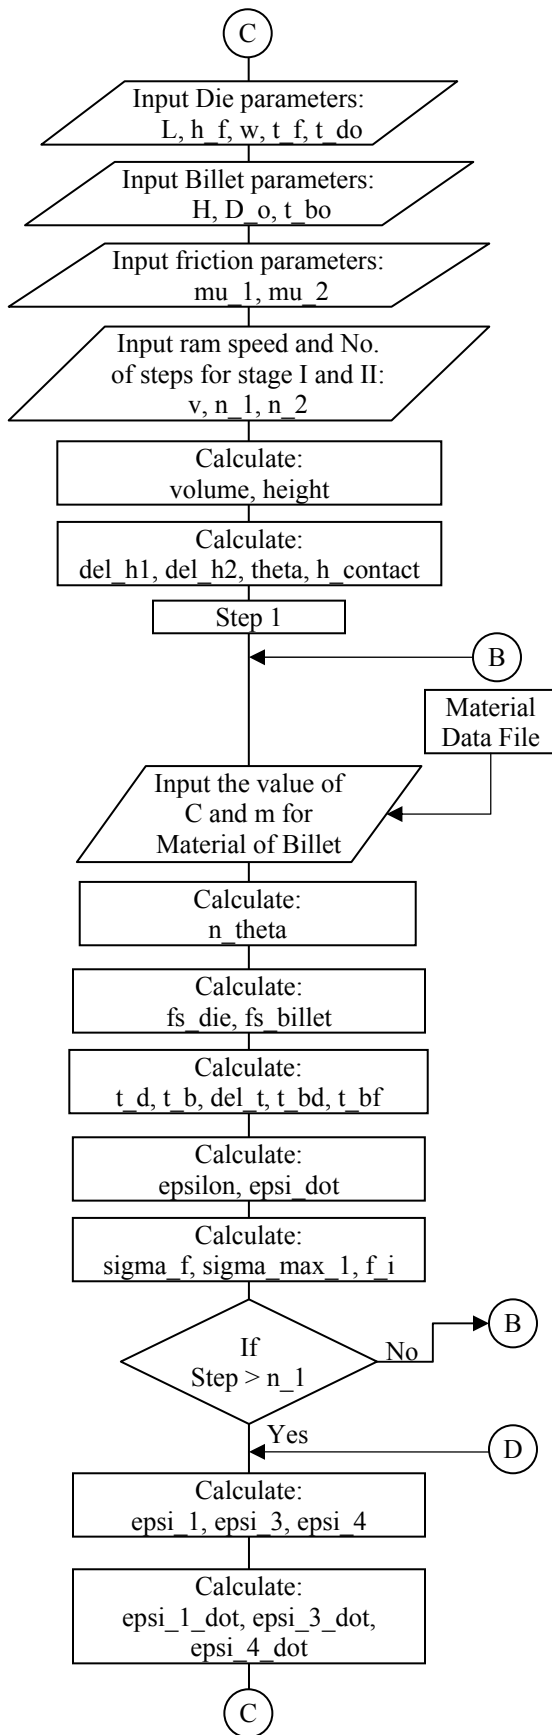 C
Input Die parameters:
L, h_f, w, t_f, t_do
Input Billet parameters:
H, D_o, t_bo
Input friction parameters:
mu_1, mu_2
Input ram speed and No.
of steps for stage I and II:
v, n_1, n_2
Calculate:
volume, height
Calculate:
del_h1, del_h2, theta, h_contact
Step 1
B
Material
Data File
Input the value of
C and m for
Material of Billet
Calculate:
n_theta
Calculate:
fs_die, fs_billet
Calculate:
t_d, t_b, del_t, t_bd, t_bf
Calculate:
epsilon, epsi_dot
Calculate:
sigma_f, sigma_max_1, f_i
If
Step > n_1
No
B
Yes
D
Calculate:
epsi_1, epsi_3, epsi_4
Calculate:
epsi_1_dot, epsi_3_dot,
epsi_4_dot
C